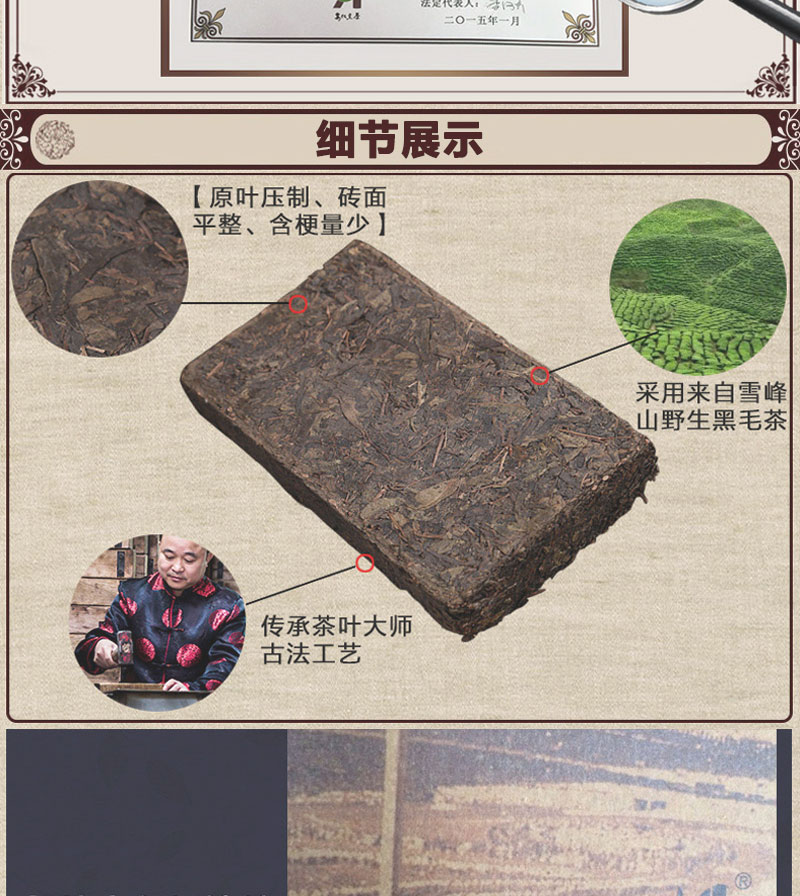 法定代表人：
二〇一五年一月
细节展示
【原叶压制、砖面
平整、含梗量少】
采用来自雪峰
山野生黑毛茶
传承茶叶大师
古法工艺
®